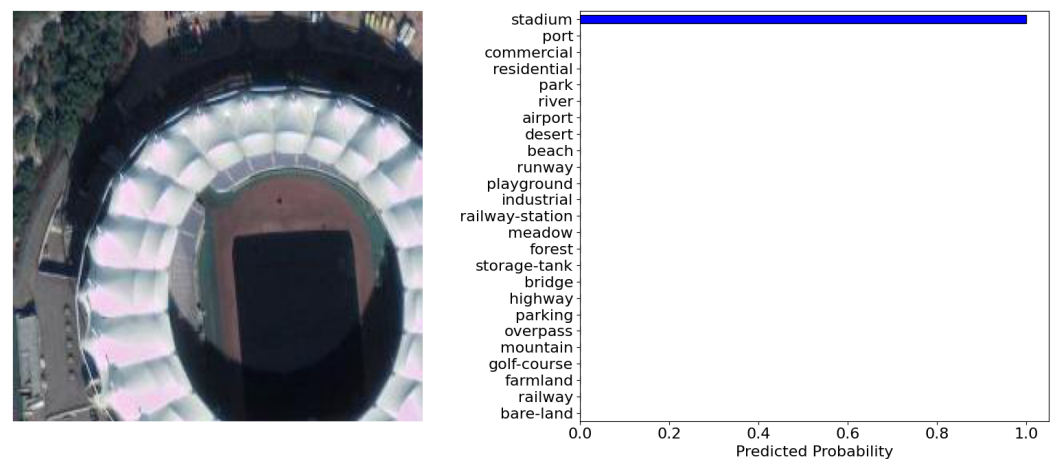 stadium
port
commercial
residential
park
river
airport
desert
beach
runway
playground
industrial
railway-station
meadow
forest
storage-tank
bridge
highway
parking
overpass
mountain
golf-course
farmland
railway
bare-land
0.0 0.2 0.4 0.6 0.8 1.0
Predicted Probability